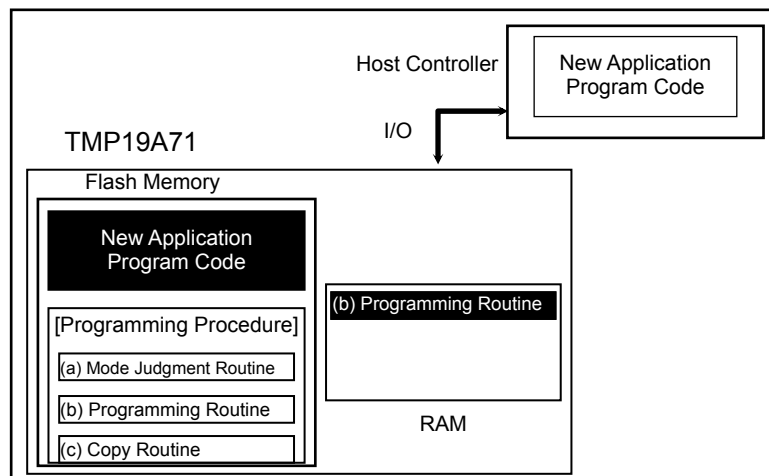 Host Controller
New Application
Program Code
I/O
TMP19A71
Flash Memory
New Application
Program Code
(b) Programming Routine
[Programming Procedure]
(a) Mode Judgment Routine
(b) Programming Routine
(c) Copy Routine
RAM